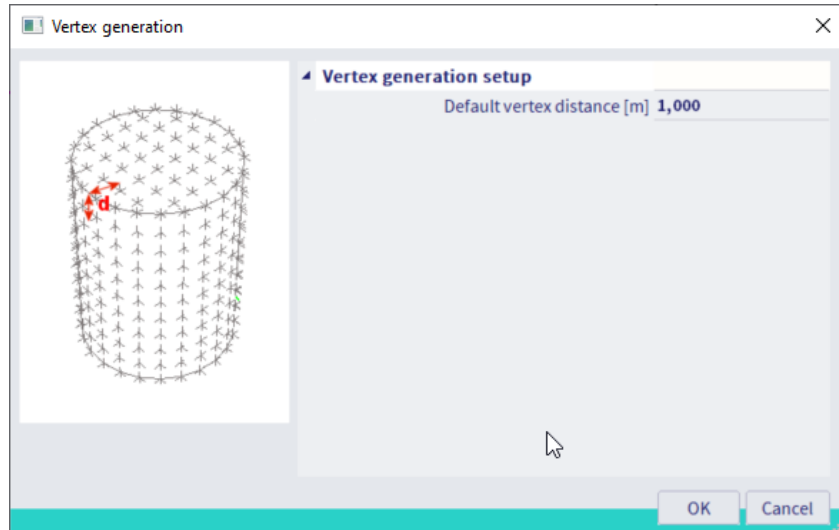 Vertex generation
Vertex generation setup
Default vertex distance [m] 1,000
d
OK Cancel